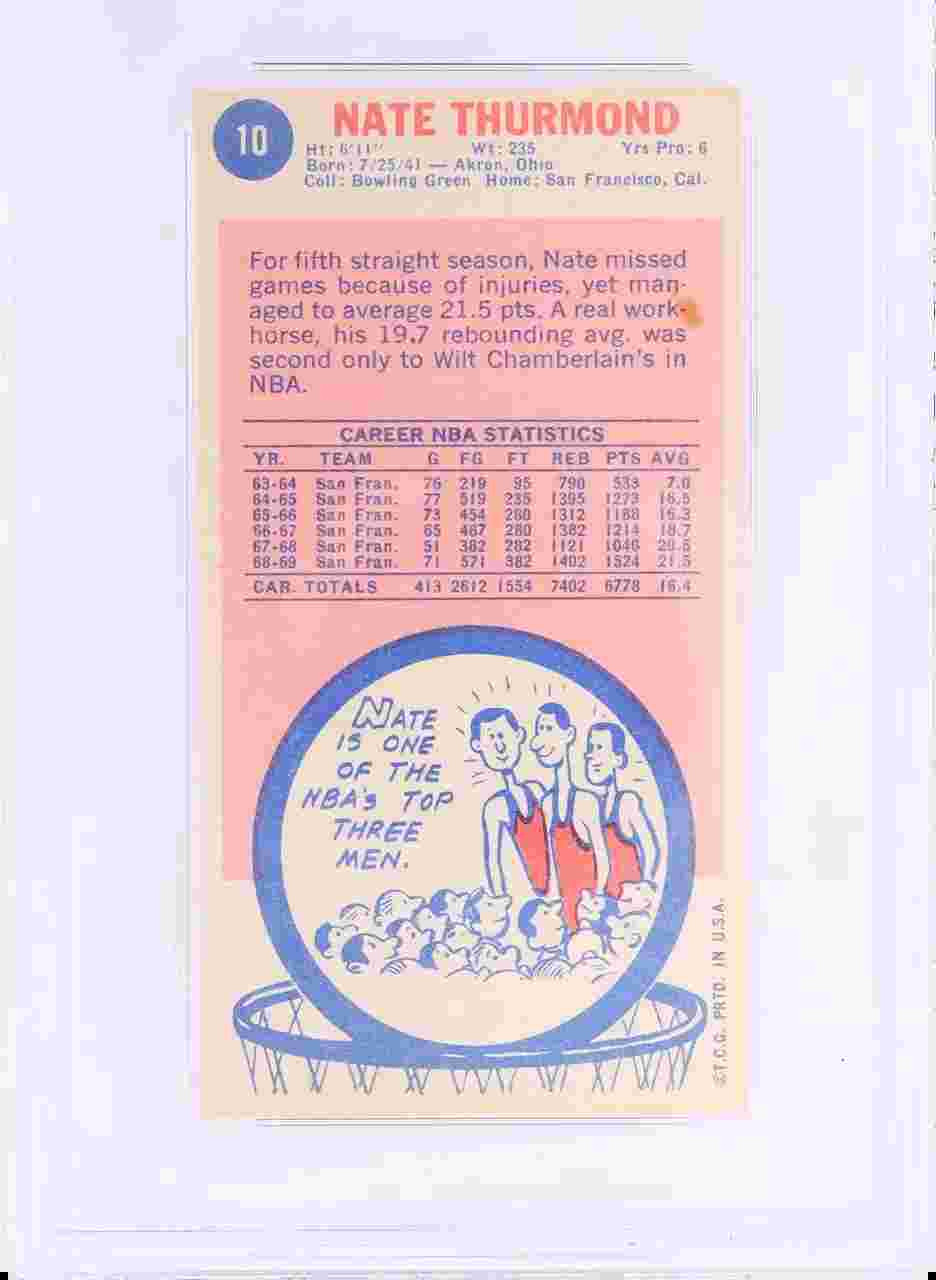 10
NATE THURMOND
Ht: 6'11" Wt: 235 Yrs Pro: 6
Born: 7/25/41 — Akron, Ohio
Coll: Bowling Green Home: San Francisco, Cal.
For fifth straight season, Nate missed
games because of injuries, yet man-
aged to average 21.5 pts. A real work-
horse, his 19.7 rebounding avg. was
second only to Wilt Chamberlain's in
NBA.
CAREER NBA STATISTICS
YR. TEAM G FG FT REB PTS AVG
63-64 San Fran. 76 219 95 790 533 7.0
64-65 San Fran. 77 519 235 1395 1273 16.5
65-66 San Fran. 73 454 280 1312 1188 16.3
66-67 San Fran. 65 467 280 1382 1214 18.7
67-68 San Fran. 51 382 282 1121 1046 20.5
68-69 San Fran. 71 571 382 1402 1524 21.5
CAR. TOTALS 413 2612 1554 7402 6778 16.4
NATE
IS ONE
OF THE
NBA'S TOP
THREE
MEN.
©T.C.G. PRTD. IN U.S.A.